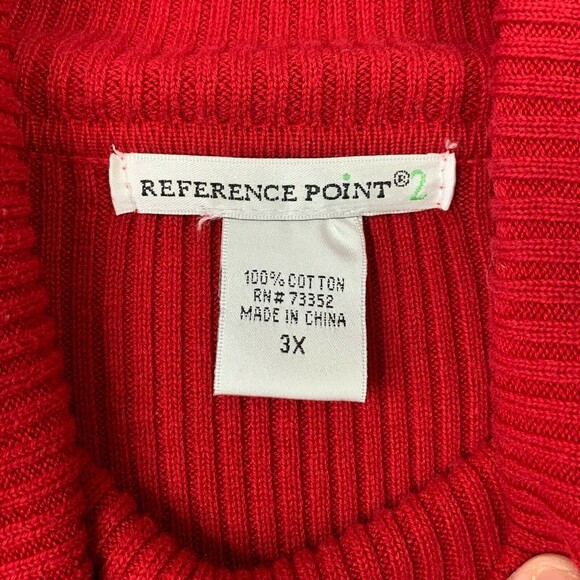 REFERENCE POiNT®2
100% COTTON
RN# 73352
MADE IN CHINA
3X